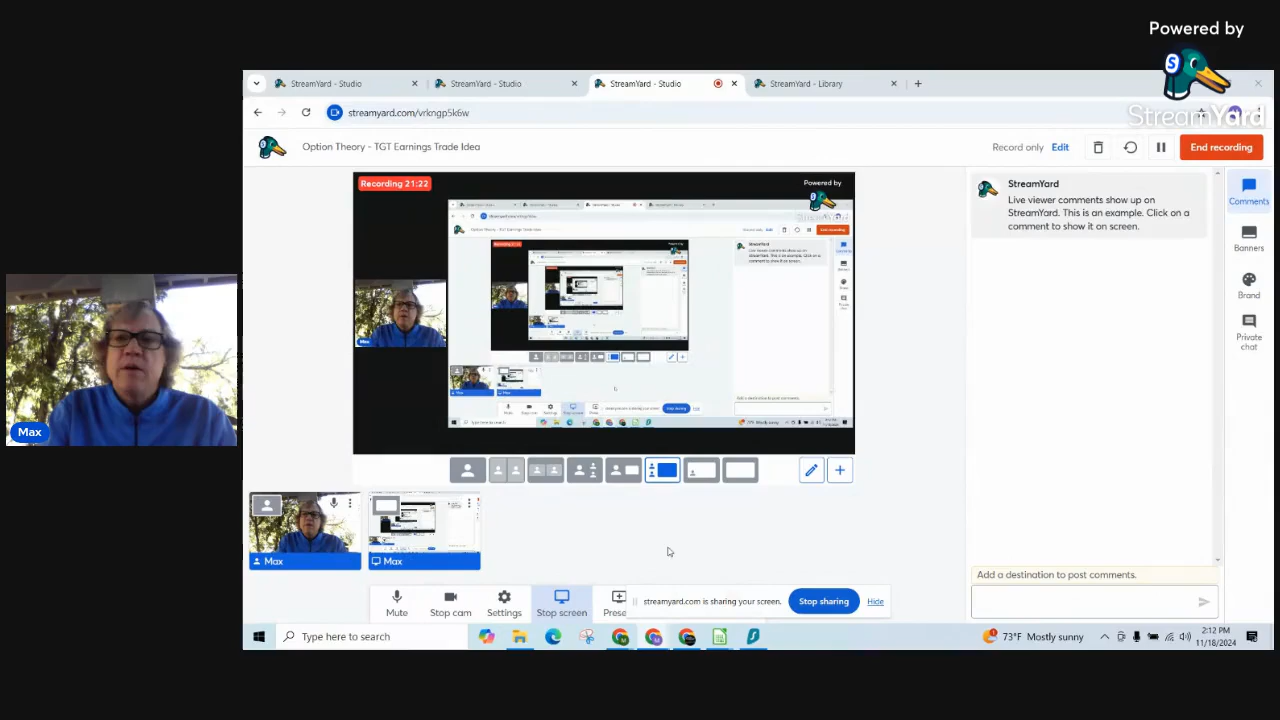 Powered by
StreamYard
StreamYard - Studio
StreamYard - Studio
StreamYard - Studio
StreamYard - Library
streamyard.com/vrkngp5k6w
Option Theory - TGT Earnings Trade Idea
Record only
Edit
End recording
Recording 21:22
Powered by
StreamYard
Live viewer comments show up on
StreamYard. This is an example. Click on a
comment to show it on screen.
Comments
Banners
Brand
Private
chat
Max
Max
Max
Max
Add a destination to post comments.
Mute
Stop cam
Settings
Stop screen
Prese
streamyard.com is sharing your screen.
Stop sharing
Hide
Type here to search
73°F Mostly sunny
2:12 PM
11/18/2024